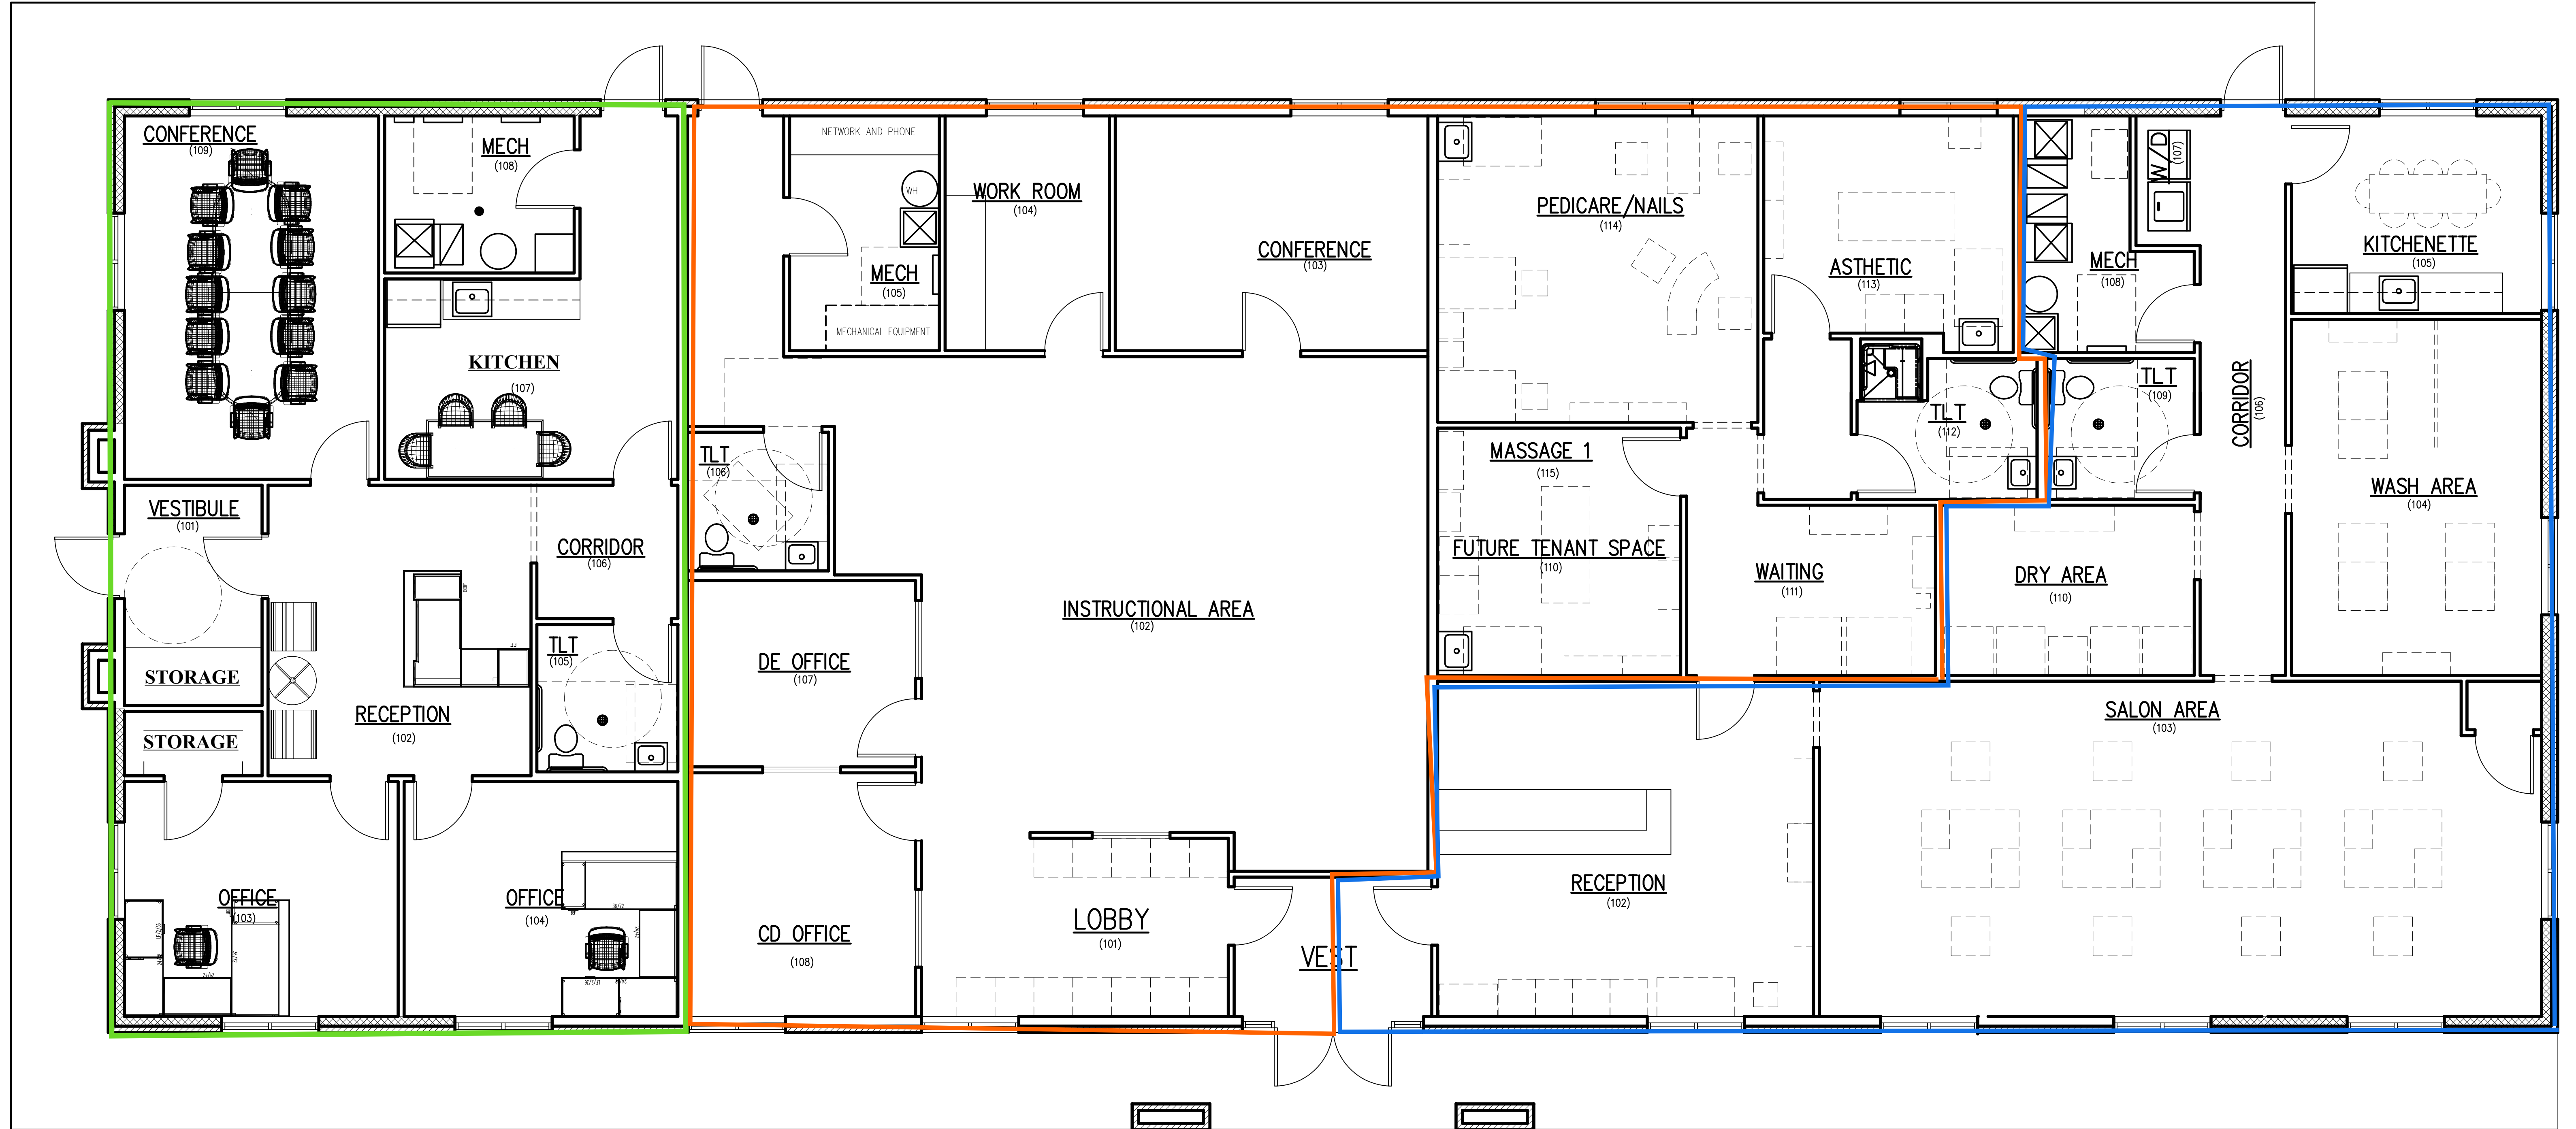 CONFERENCE
(109)
MECH
(108)
NETWORK AND PHONE
WH
MECH
(105)
MECHANICAL EQUIPMENT
WORK ROOM
(104)
CONFERENCE
(103)
PEDICARE/NAILS
(114)
ASTHETIC
(113)
MECH
(108)
W/D
(107)
KITCHENETTE
(105)
KITCHEN
(107)
TLT
(106)
MASSAGE 1
(115)
TLT
(112)
TLT
(109)
CORRIDOR
(106)
WASH AREA
(104)
VESTIBULE
(101)
CORRIDOR
(106)
FUTURE TENANT SPACE
(110)
WAITING
(111)
DRY AREA
(110)
INSTRUCTIONAL AREA
(102)
STORAGE
TLT
(105)
DE OFFICE
(107)
STORAGE
RECEPTION
(102)
SALON AREA
(103)
OFFICE
(103)
OFFICE
(104)
CD OFFICE
(108)
LOBBY
(101)
VEST
RECEPTION
(102)